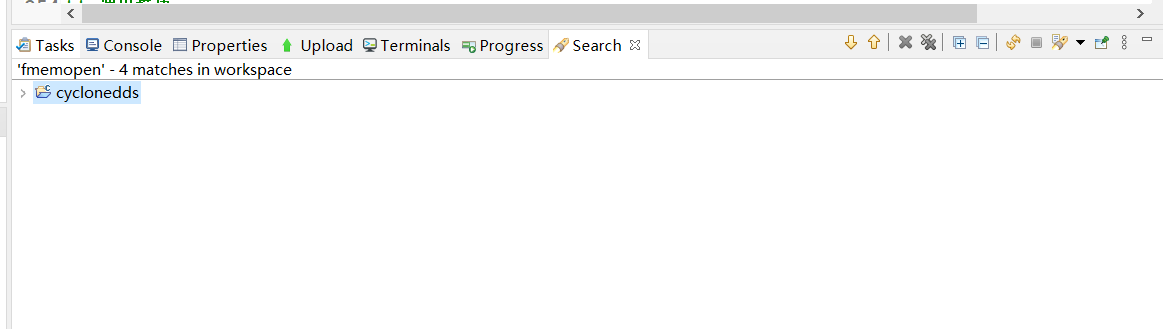 Tasks Console Properties Upload Terminals Progress Search
'fmemopen' - 4 matches in workspace
cyclonedds